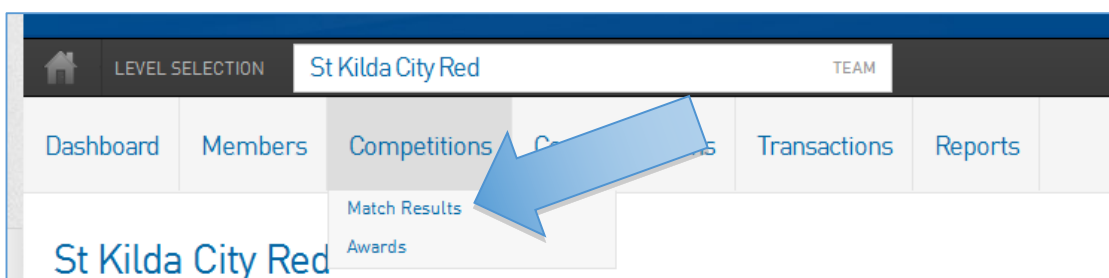 LEVEL SELECTION St Kilda City Red TEAM
Dashboard Members Competitions Transactions Reports
Match Results
Awards
St Kilda City Red